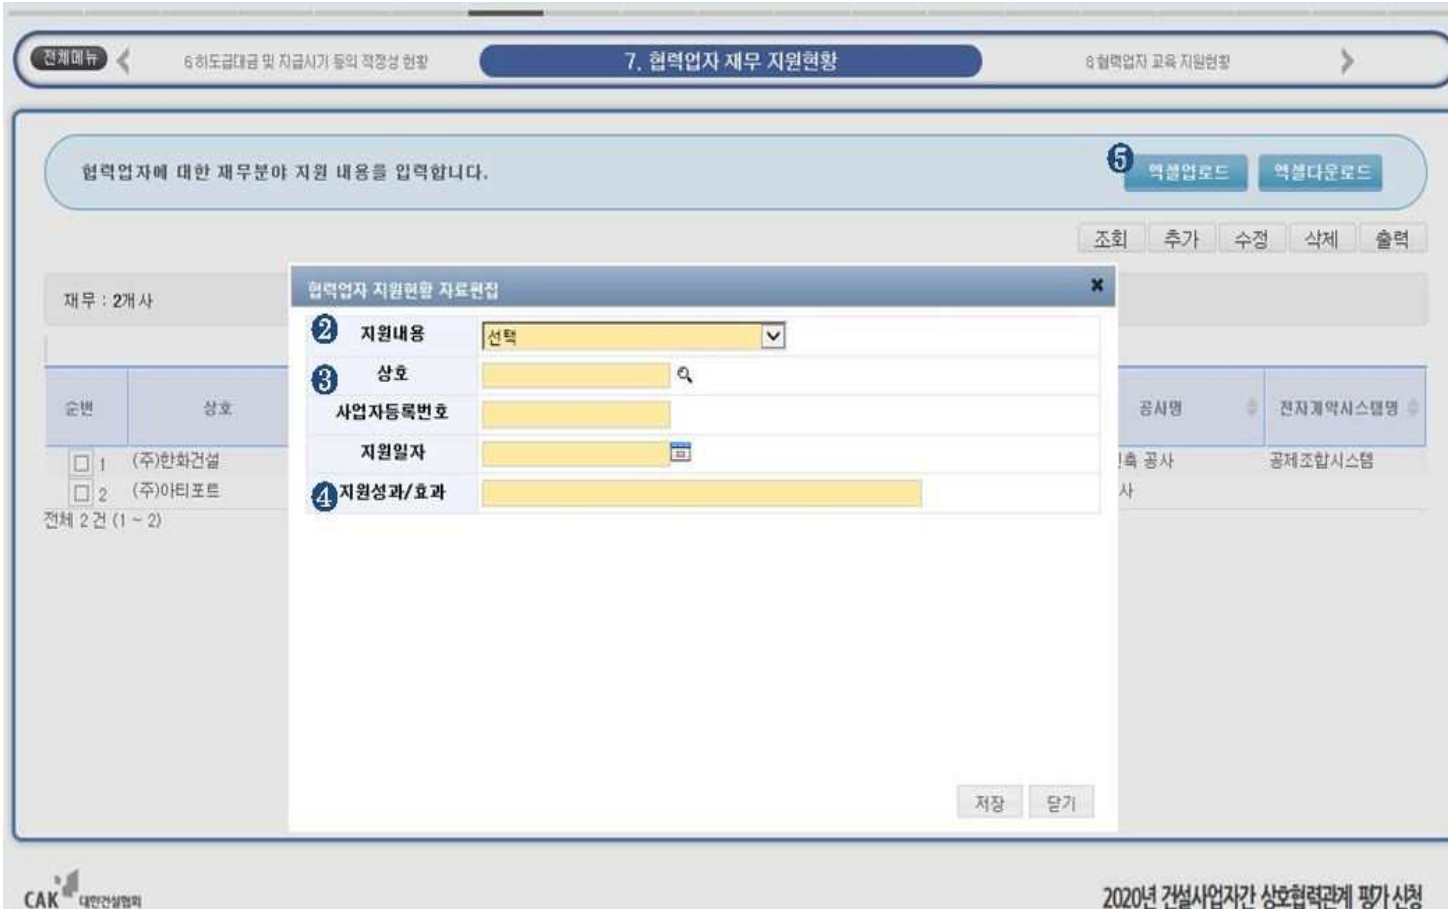 전체메뉴
6 하도급대금 및 지급시기 등의 적정성 현황
7. 협력업자 재무 지원현황
8 협력업자 교육 지원현황
협력업자에 대한 재무분야 지원 내용을 입력합니다.
5 엑셀업로드 엑셀다운로드
조회 추가 수정 삭제 출력
재무 : 2개 사
협력업자 지원현황 자료편집
2 지원내용 선택
3 상호
사업자등록번호
지원일자
4 지원성과/효과
순번 상호 공사명 전자계약시스템명
1 (주)한화건설 축 공사 공제조합시스템
2 (주)아티포트 사
전체 2 건 (1 ~ 2)
저장 닫기
CAK 대한건설협회
2020년 건설사업자간 상호협력관계 평가 신청